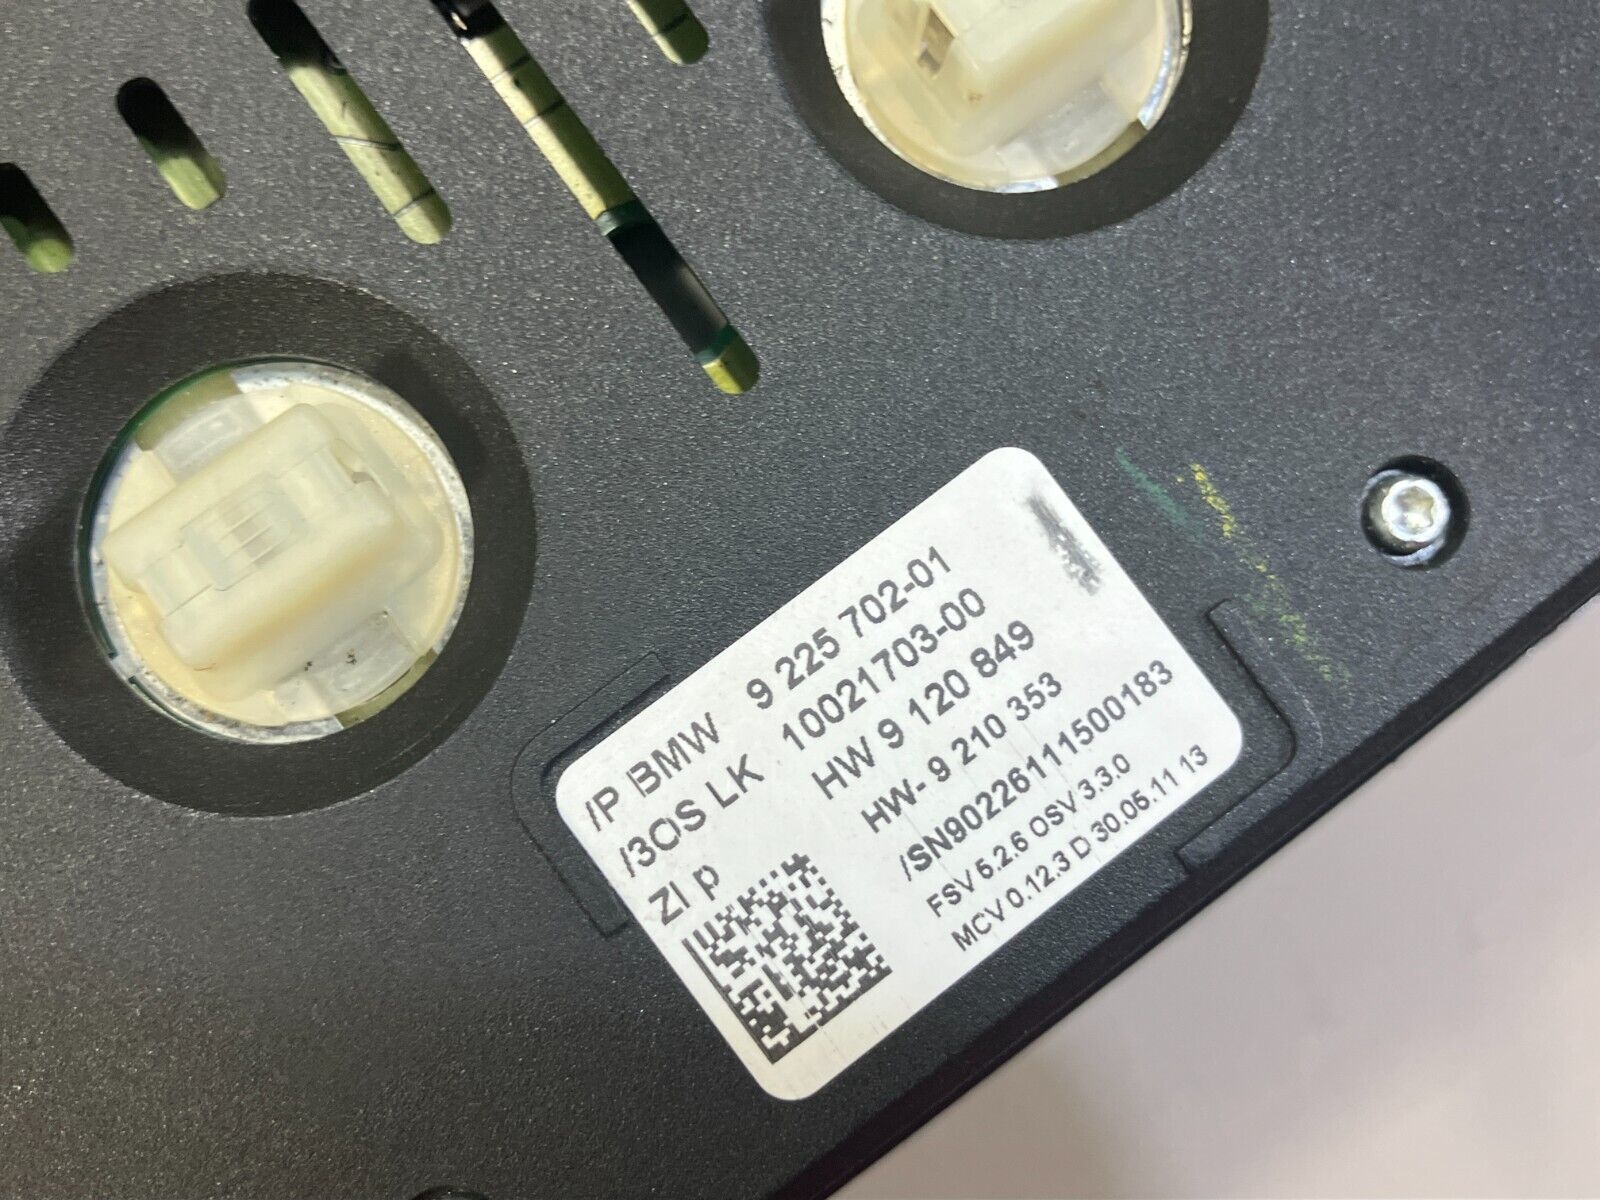 /P BMW 9 225 702-01
/3OS LK 10021703-00
ZI p HW 9 120 849
HW- 9 210 353
/SN90226111500183
FSV 5.2.6 OSV 3.3.0
MCV 0.12.3 D 30.05.11 13